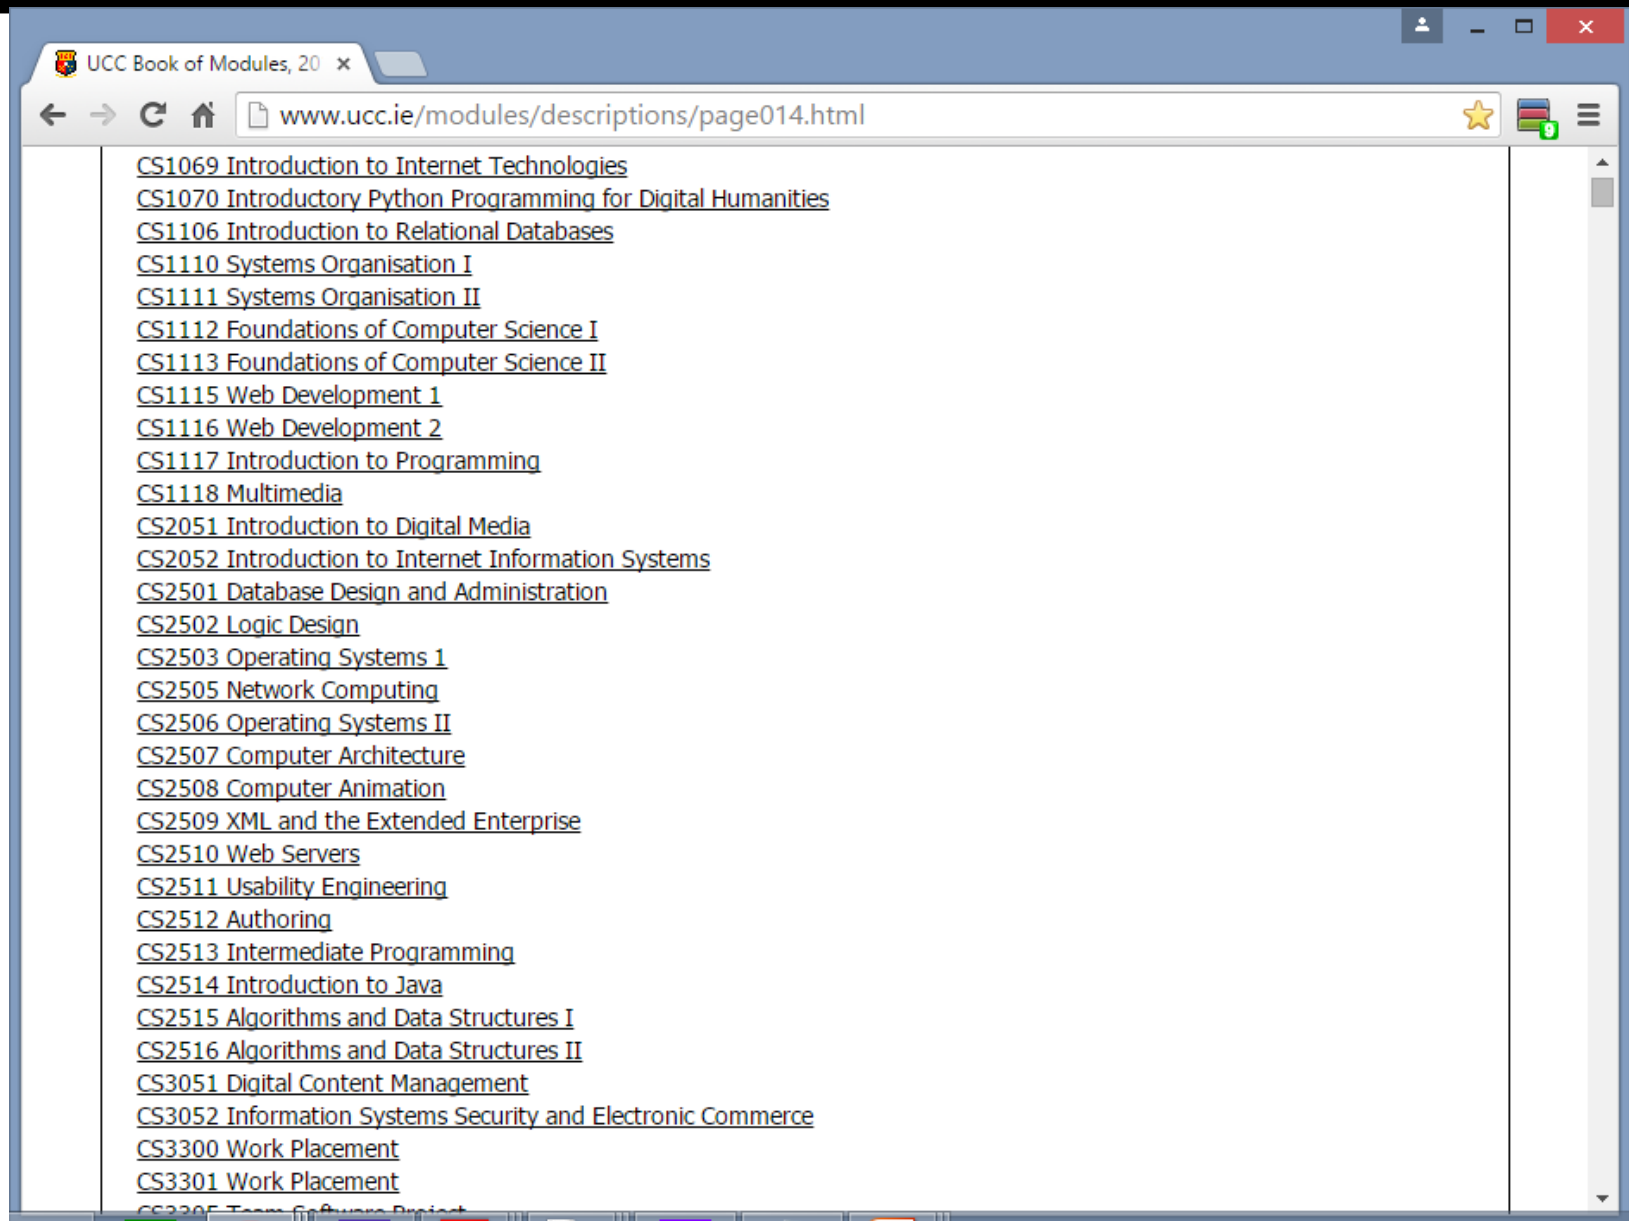 UCC Book of Modules, 20
www.ucc.ie/modules/descriptions/page014.html
9
CS1069 Introduction to Internet Technologies
CS1070 Introductory Python Programming for Digital Humanities
CS1106 Introduction to Relational Databases
CS1110 Systems Organisation I
CS1111 Systems Organisation II
CS1112 Foundations of Computer Science I
CS1113 Foundations of Computer Science II
CS1115 Web Development 1
CS1116 Web Development 2
CS1117 Introduction to Programming
CS1118 Multimedia
CS2051 Introduction to Digital Media
CS2052 Introduction to Internet Information Systems
CS2501 Database Design and Administration
CS2502 Logic Design
CS2503 Operating Systems 1
CS2505 Network Computing
CS2506 Operating Systems II
CS2507 Computer Architecture
CS2508 Computer Animation
CS2509 XML and the Extended Enterprise
CS2510 Web Servers
CS2511 Usability Engineering
CS2512 Authoring
CS2513 Intermediate Programming
CS2514 Introduction to Java
CS2515 Algorithms and Data Structures I
CS2516 Algorithms and Data Structures II
CS3051 Digital Content Management
CS3052 Information Systems Security and Electronic Commerce
CS3300 Work Placement
CS3301 Work Placement
CS3305 Team Software Project